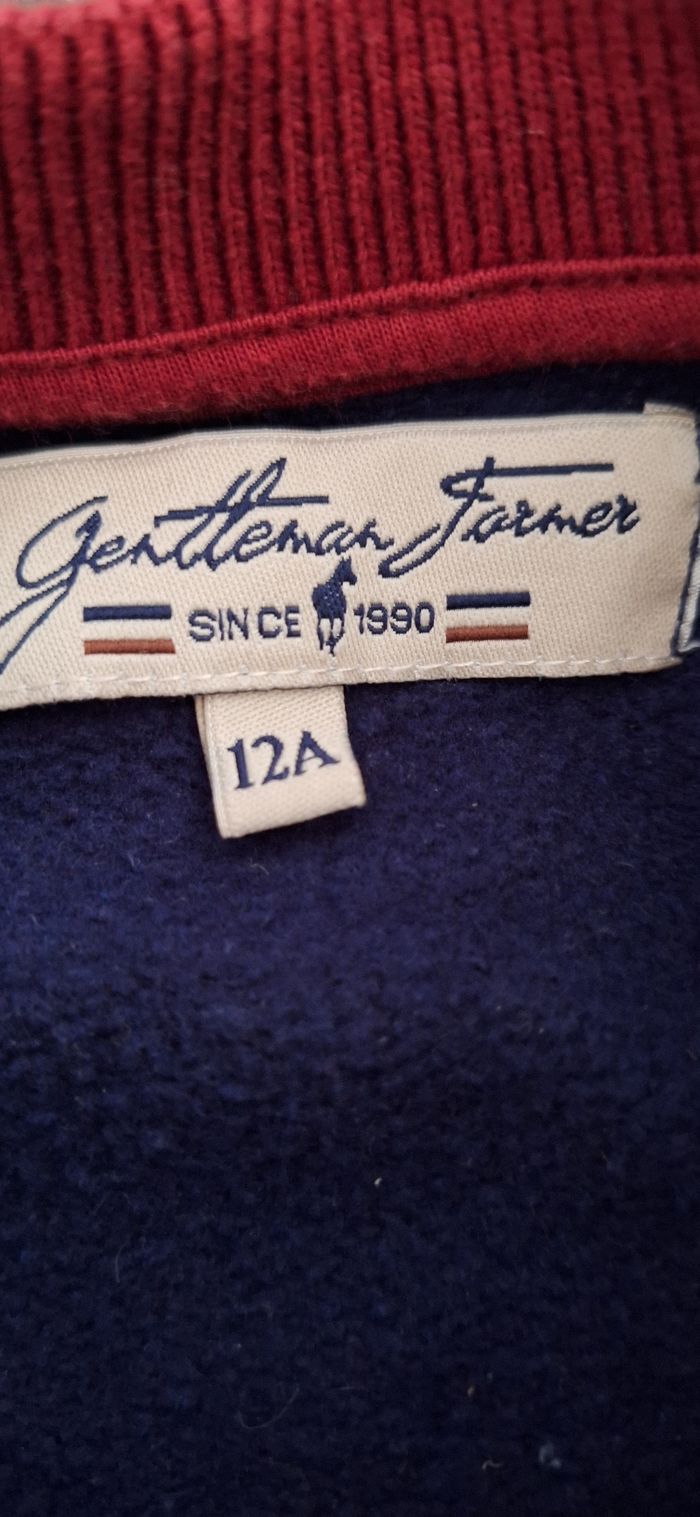 Gentleman Farmer
SINCE 1990
12A